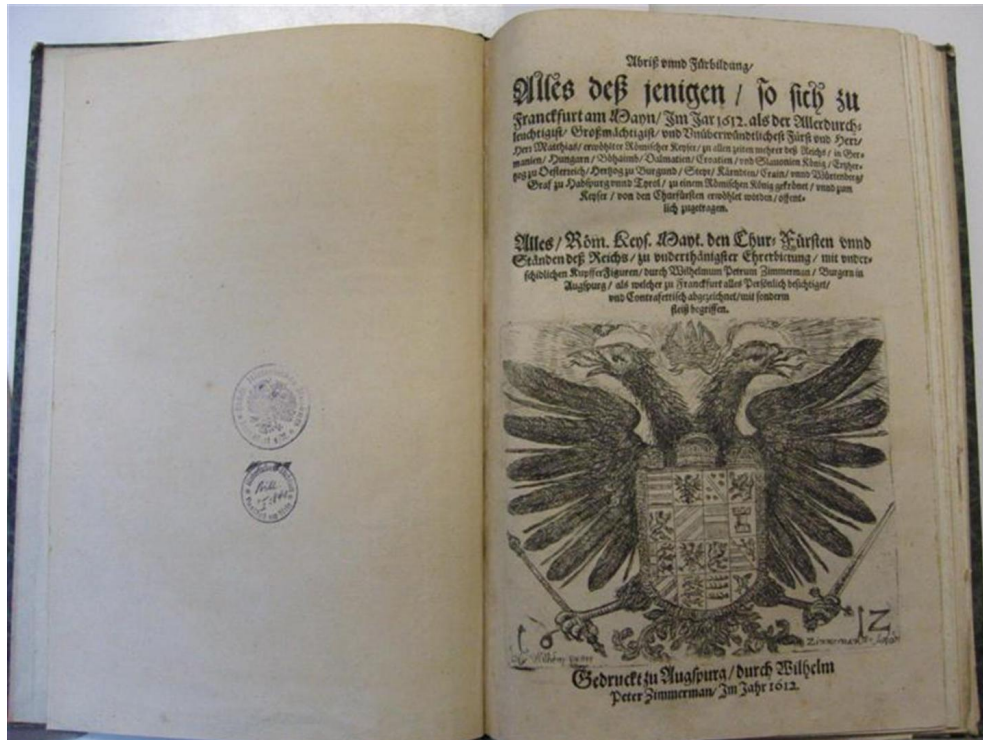 Abriß vnnd Fürbildung/
Alles deß jenigen / so sich zu
Franckfurt am Mayn / Im Jar 1612. als der Allerdurch-
leuchtigist / Großmächtigist / vnd Vnüberwündtlichest Fürst vnd Herr/
Herr Matthias / erwöhlter Römischer Keyser / zu allen zeiten mehrer deß Reichs / in Ger-
manien / Hungarn / Böhaimb / Dalmatien / Croatien / vnd Sclauonien König / Ertzher-
tzog zu Oesterreich / Hertzog zu Burgund / Steyr / Kärndten / Crain / vnnd Würtenberg/
Graf zu Habspurg vnnd Tyrol / zu einem Römischen König gekrönet / vnnd zum
Keyser / von den Churfürsten erwöhlet worden / offent-
lich zugetragen.
Alles / Röm. Keys. Mayt. den Chur-Fürsten vnnd
Ständen deß Reichs / zu vnderthänigster Ehrerbietung / mit vnder-
schidlichen Kupffer Figuren / durch Wilhelmum Petrum Zimmerman / Burgern in
Augspurg / als welcher zu Franckfurt alles Persönlich besichtiget/
vnd Contrafettisch abgezeichnet / mit sonderm
fleiß begriffen.
Wilhelm Peter
Zimmerman
Gedruckt zu Augspurg / durch Wilhelm
Peter Zimmerman / Im Jahr 1612.